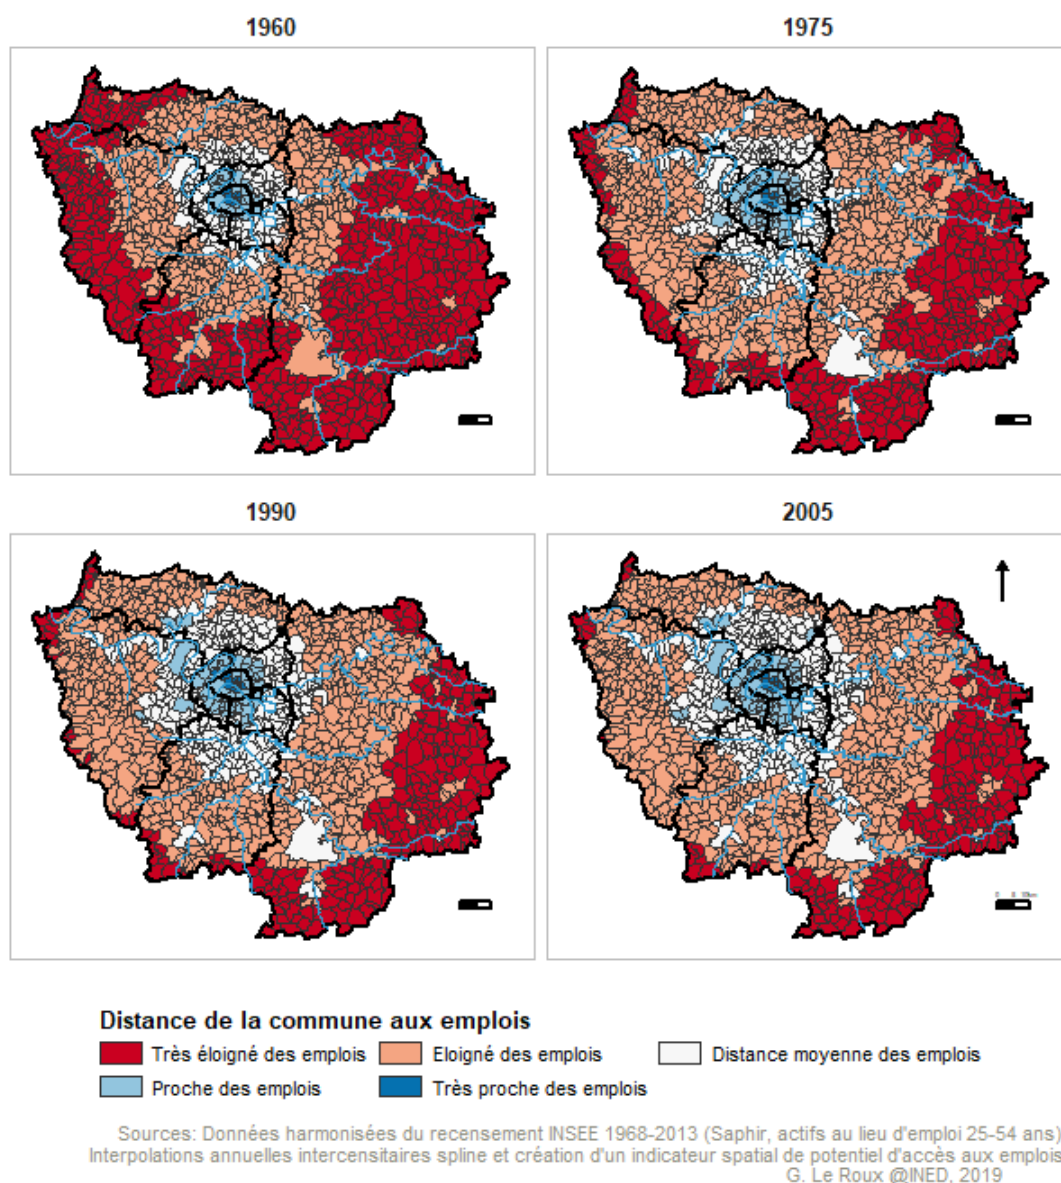 1960
1975
1990
2005
Distance de la commune aux emplois
Très éloigné des emplois
Eloigné des emplois
Distance moyenne des emplois
Proche des emplois
Très proche des emplois
Sources: Données harmonisées du recensement INSEE 1968-2013 (Saphir, actifs au lieu d'emploi 25-54 ans)
Interpolations annuelles intercensitaires spline et création d'un indicateur spatial de potentiel d'accès aux emplois
G. Le Roux @INED, 2019